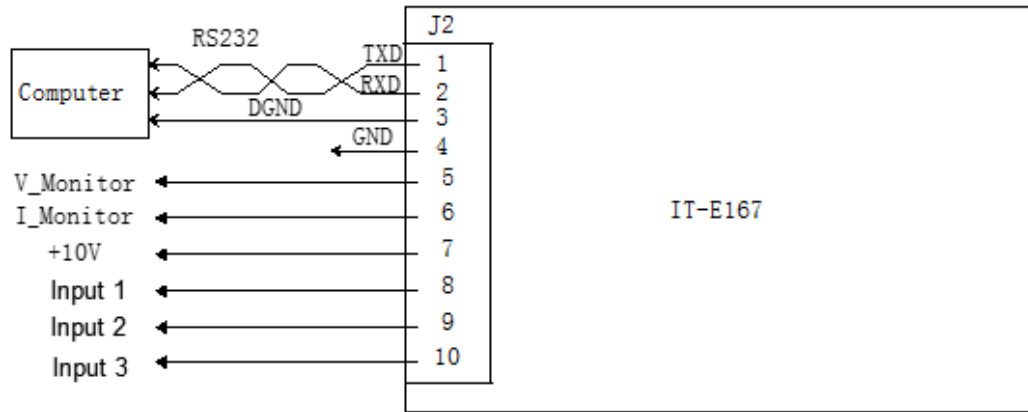 J2
RS232
TXD
1
Computer
RXD
2
DGND
3
GND
4
V_Monitor
5
I_Monitor
6
IT-E167
+10V
7
Input 1
8
Input 2
9
Input 3
10